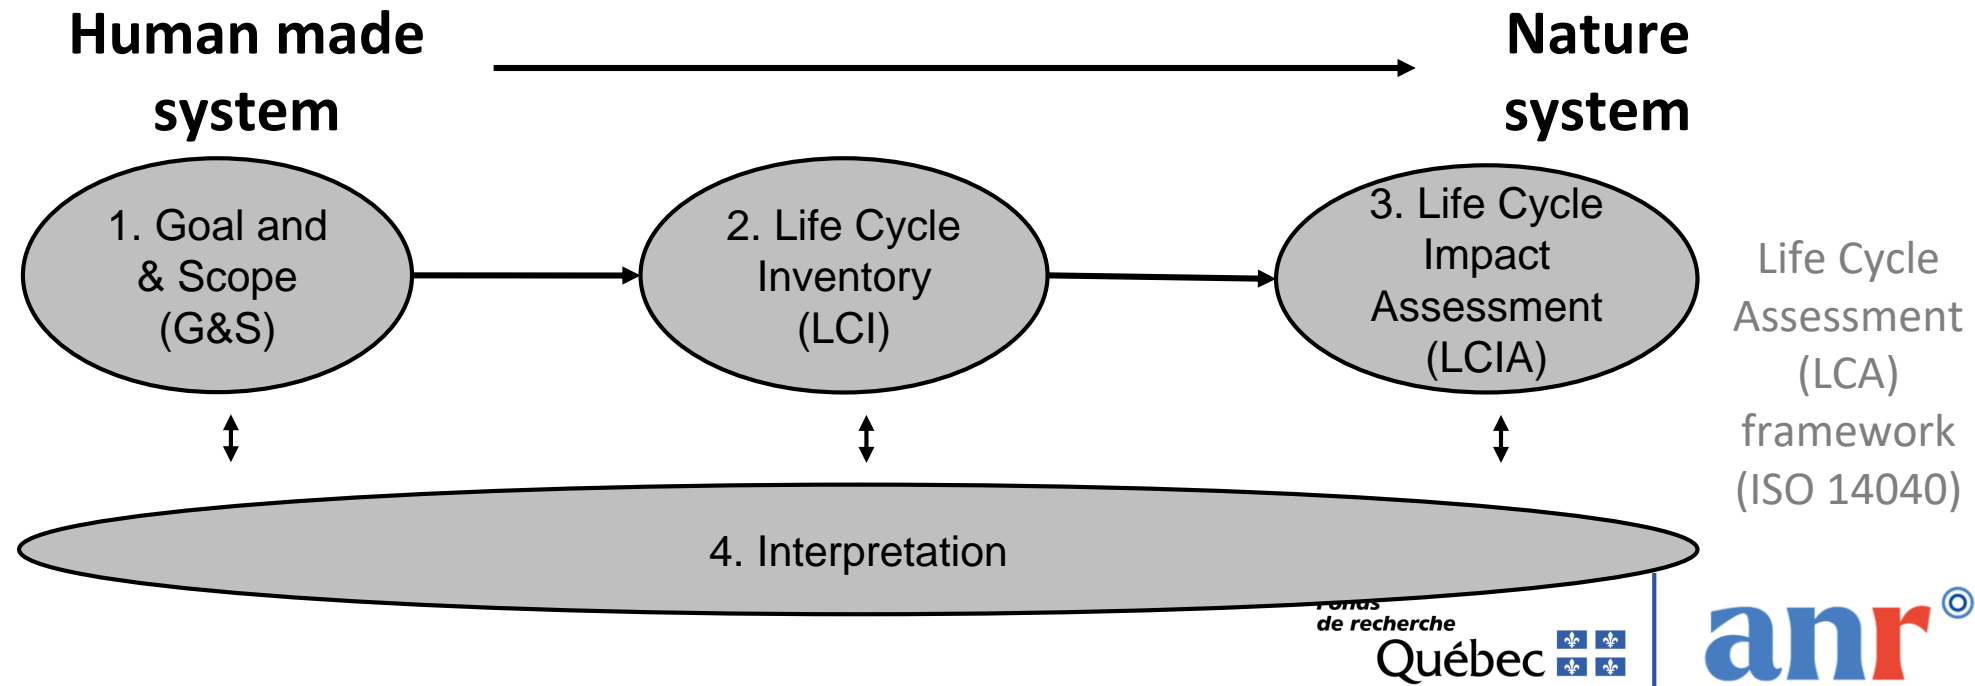 Human made
system
Nature
system
1. Goal and
& Scope
(G&S)
2. Life Cycle
Inventory
(LCI)
3. Life Cycle
Impact
Assessment
(LCIA)
Life Cycle
Assessment
(LCA)
framework
(ISO 14040)
4. Interpretation
Fonds
de recherche
Québec
anr